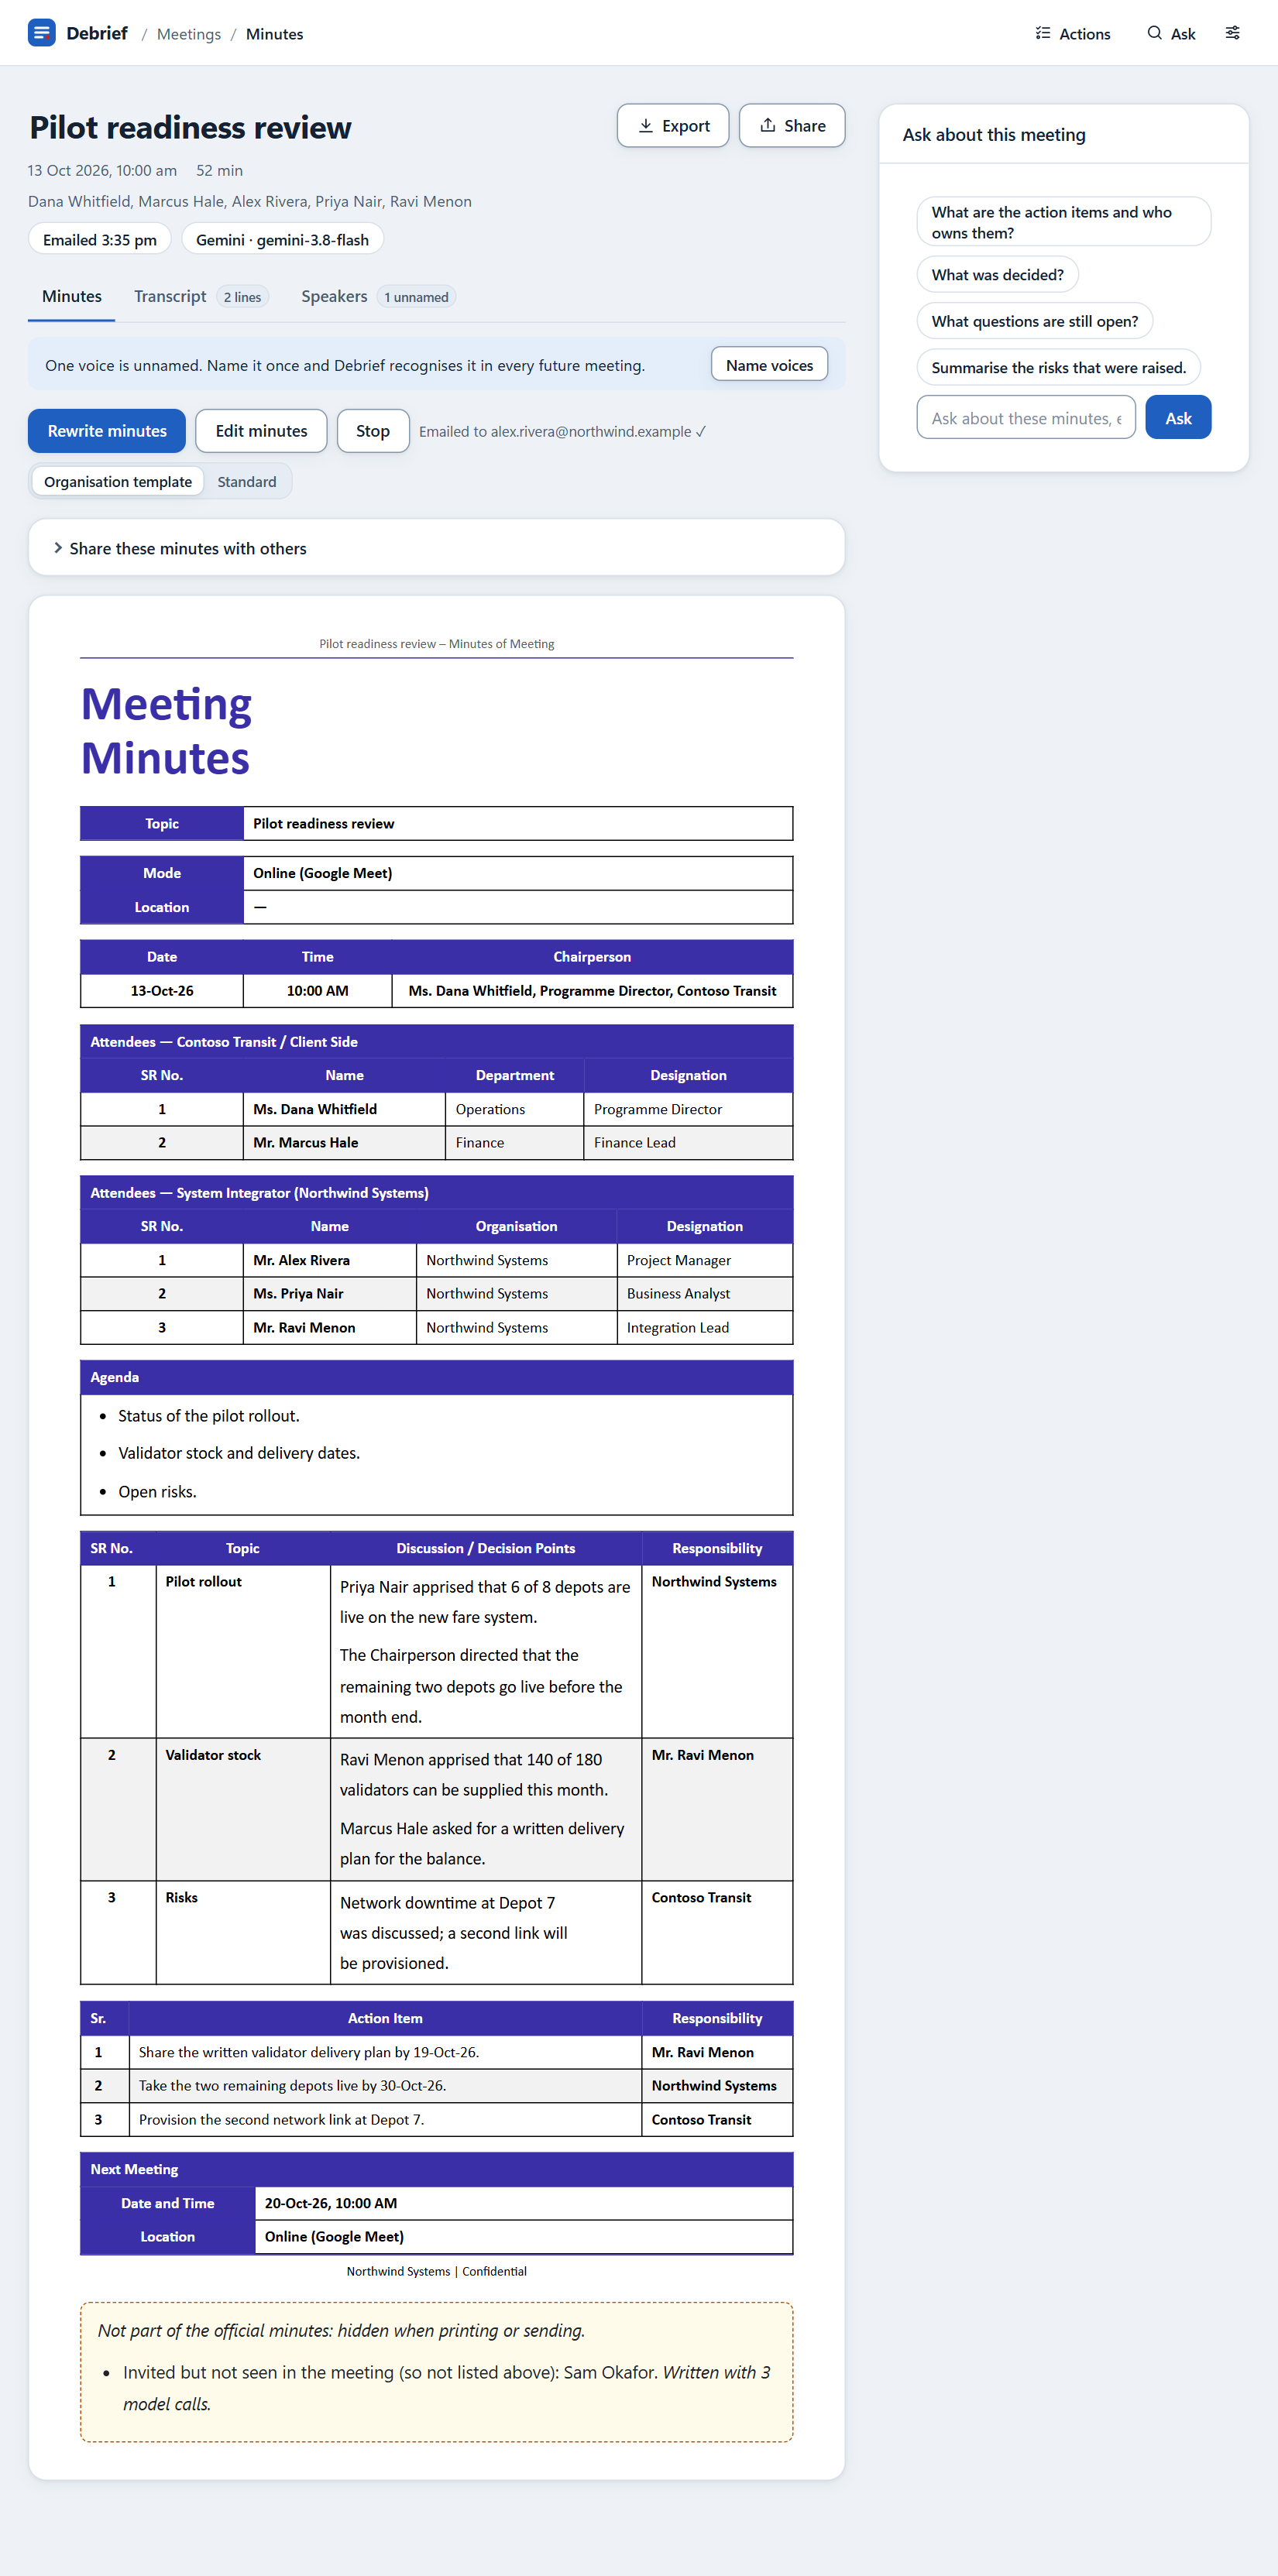 Debrief / Meetings / Minutes
Actions
Ask
Pilot readiness review
Export
Share
13 Oct 2026, 10:00 am 52 min
Dana Whitfield, Marcus Hale, Alex Rivera, Priya Nair, Ravi Menon
Emailed 3:35 pm
Gemini · gemini-3.8-flash
Minutes
Transcript 2 lines
Speakers 1 unnamed
One voice is unnamed. Name it once and Debrief recognises it in every future meeting.
Name voices
Rewrite minutes
Edit minutes
Stop
Emailed to alex.rivera@northwind.example ✓
Organisation template
Standard
Share these minutes with others
Pilot readiness review – Minutes of Meeting
Meeting
Minutes
Topic Pilot readiness review
Mode Online (Google Meet)
Location —
Date Time Chairperson
13-Oct-26 10:00 AM Ms. Dana Whitfield, Programme Director, Contoso Transit
Attendees — Contoso Transit / Client Side
SR No. Name Department Designation
1 Ms. Dana Whitfield Operations Programme Director
2 Mr. Marcus Hale Finance Finance Lead
Attendees — System Integrator (Northwind Systems)
SR No. Name Organisation Designation
1 Mr. Alex Rivera Northwind Systems Project Manager
2 Ms. Priya Nair Northwind Systems Business Analyst
3 Mr. Ravi Menon Northwind Systems Integration Lead
Agenda
• Status of the pilot rollout.
• Validator stock and delivery dates.
• Open risks.
SR No. Topic Discussion / Decision Points Responsibility
1 Pilot rollout Priya Nair apprised that 6 of 8 depots are Northwind Systems
live on the new fare system.
The Chairperson directed that the
remaining two depots go live before the
month end.
2 Validator stock Ravi Menon apprised that 140 of 180 Mr. Ravi Menon
validators can be supplied this month.
Marcus Hale asked for a written delivery
plan for the balance.
3 Risks Network downtime at Depot 7 Contoso Transit
was discussed; a second link will
be provisioned.
Sr. Action Item Responsibility
1 Share the written validator delivery plan by 19-Oct-26. Mr. Ravi Menon
2 Take the two remaining depots live by 30-Oct-26. Northwind Systems
3 Provision the second network link at Depot 7. Contoso Transit
Next Meeting
Date and Time 20-Oct-26, 10:00 AM
Location Online (Google Meet)
Northwind Systems | Confidential
Not part of the official minutes: hidden when printing or sending.
• Invited but not seen in the meeting (so not listed above): Sam Okafor. Written with 3
model calls.
Ask about this meeting
What are the action items and who
owns them?
What was decided?
What questions are still open?
Summarise the risks that were raised.
Ask about these minutes, e
Ask